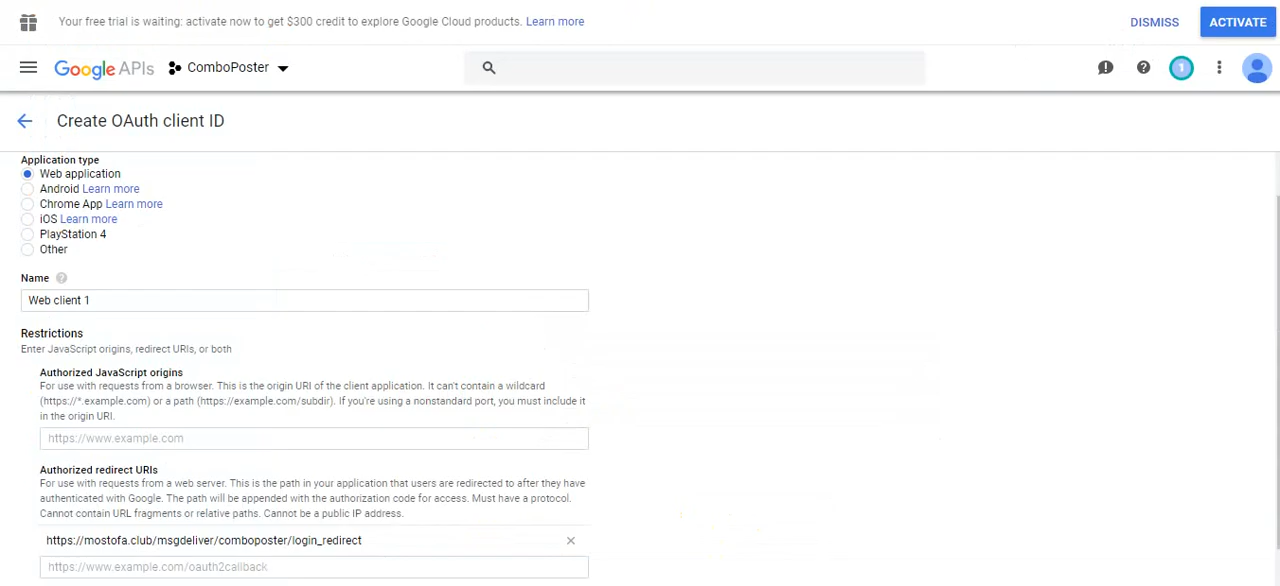 Your free trial is waiting: activate now to get $300 credit to explore Google Cloud products. Learn more
DISMISS
ACTIVATE
Google APIs
ComboPoster
1
Create OAuth client ID
Application type
Web application
Android Learn more
Chrome App Learn more
iOS Learn more
PlayStation 4
Other
Name
Web client 1
Restrictions
Enter JavaScript origins, redirect URIs, or both
Authorized JavaScript origins
For use with requests from a browser. This is the origin URI of the client application. It can't contain a wildcard
(https://*.example.com) or a path (https://example.com/subdir). If you're using a nonstandard port, you must include it
in the origin URI.
https://www.example.com
Authorized redirect URIs
For use with requests from a web server. This is the path in your application that users are redirected to after they have
authenticated with Google. The path will be appended with the authorization code for access. Must have a protocol.
Cannot contain URL fragments or relative paths. Cannot be a public IP address.
https://mostofa.club/msgdeliver/comboposter/login_redirect
https://www.example.com/oauth2callback